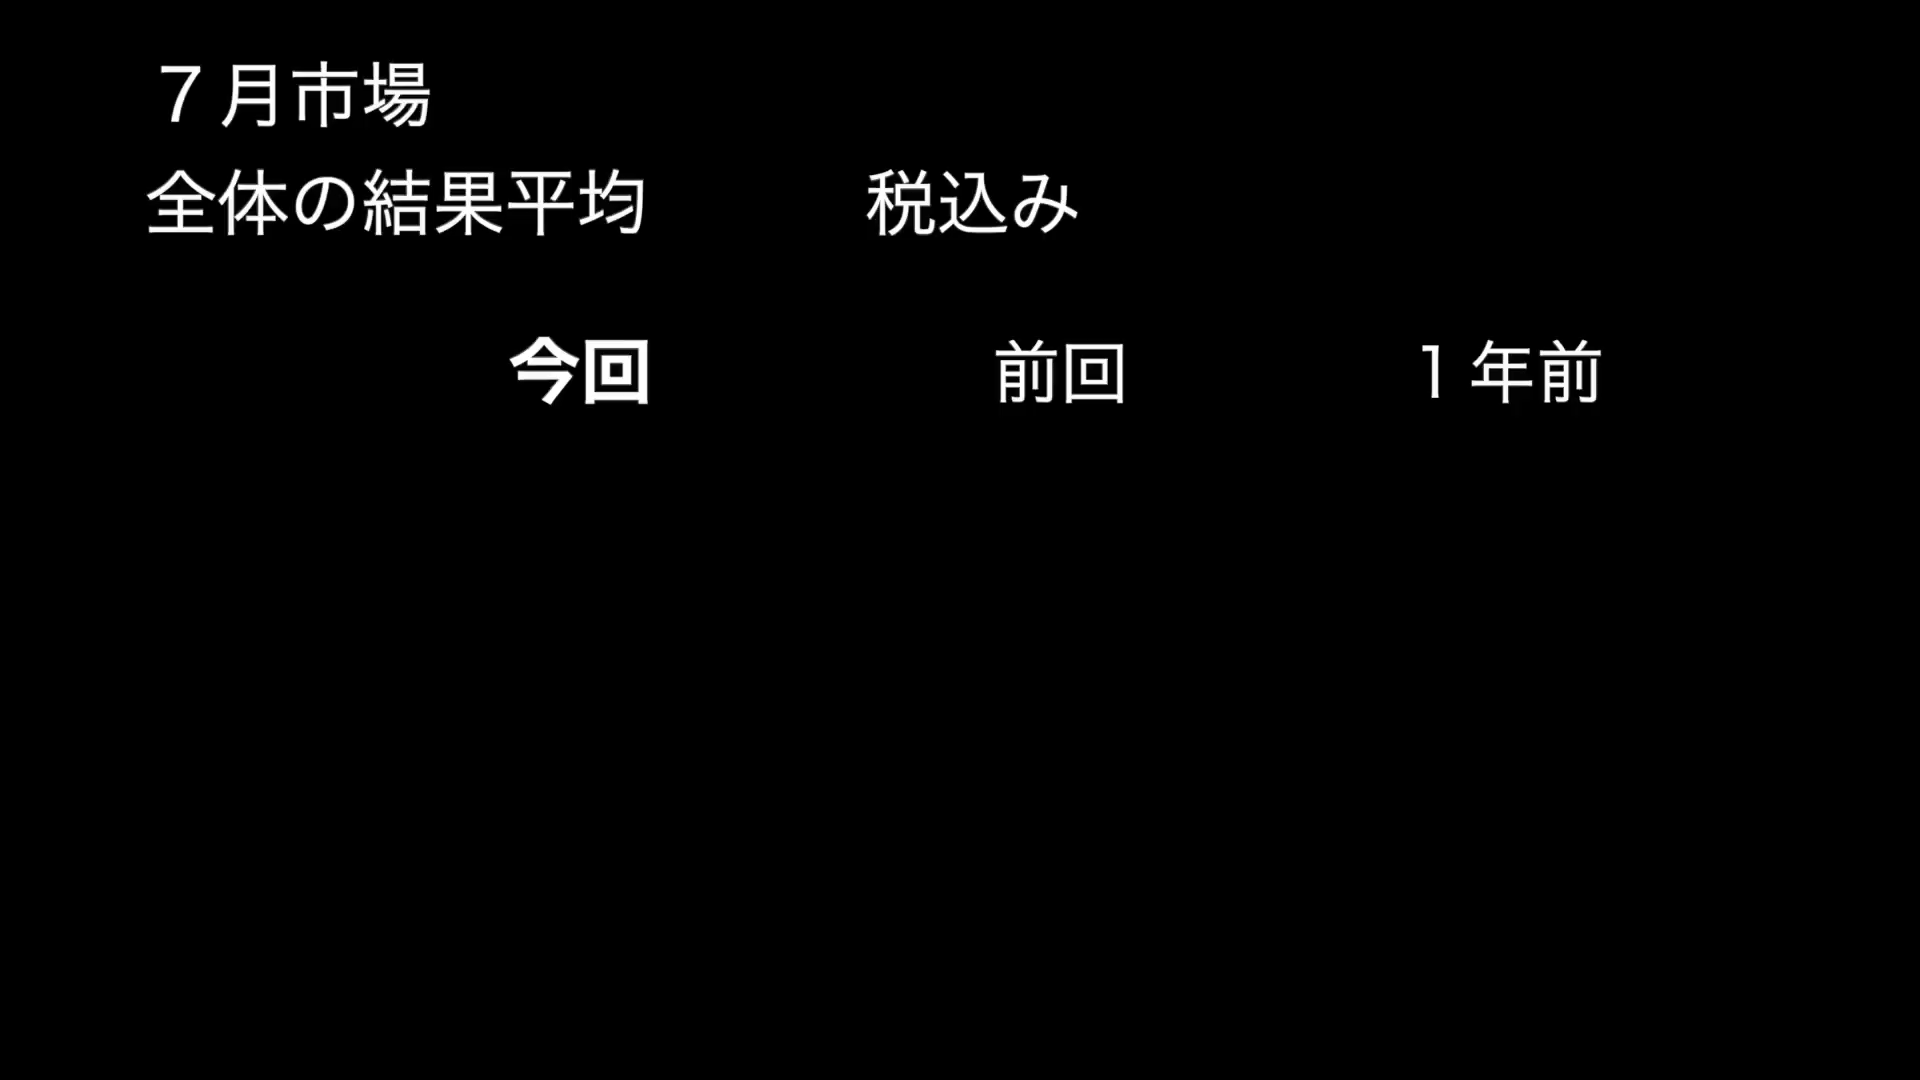 ７月市場
全体の結果平均　　　税込み
今回　前回　１年前